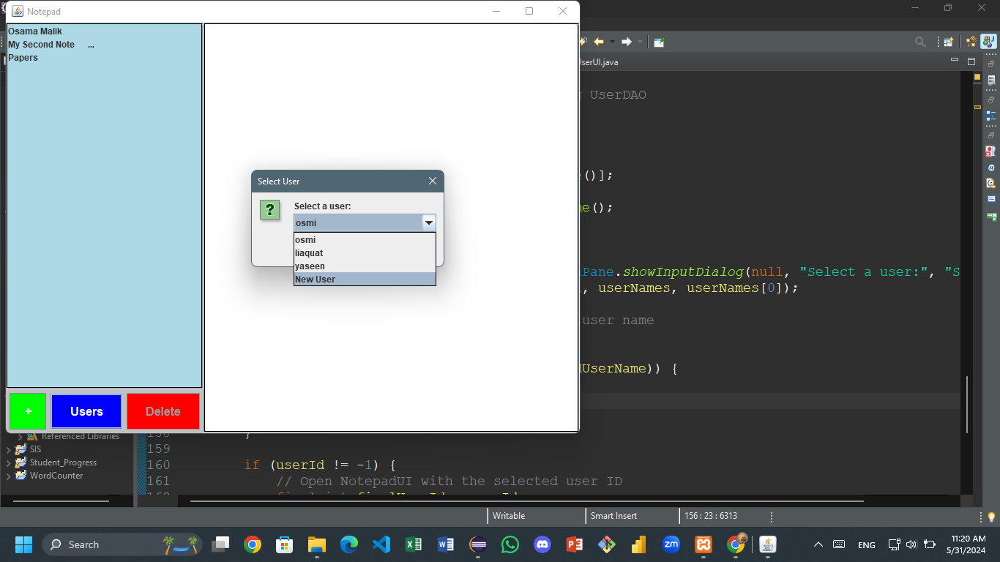 Notepad
Osama Malik
My Second Note ...
Papers
Select User
Select a user:
osmi
osmi
liaquat
yaseen
New User
+
Users
Delete
UserUI.java
UserDAO
()];
();
Pane.showInputDialog(null, "Select a user:", "S
, userNames, userNames[0]);
user name
UserName)) {
Referenced Libraries
SIS
Student_Progress
WordCounter
159
160 if (userId != -1) {
161 // Open NotepadUI with the selected user ID
Writable
Smart Insert
156 : 23 : 6313
Search
ENG
11:20 AM
5/31/2024